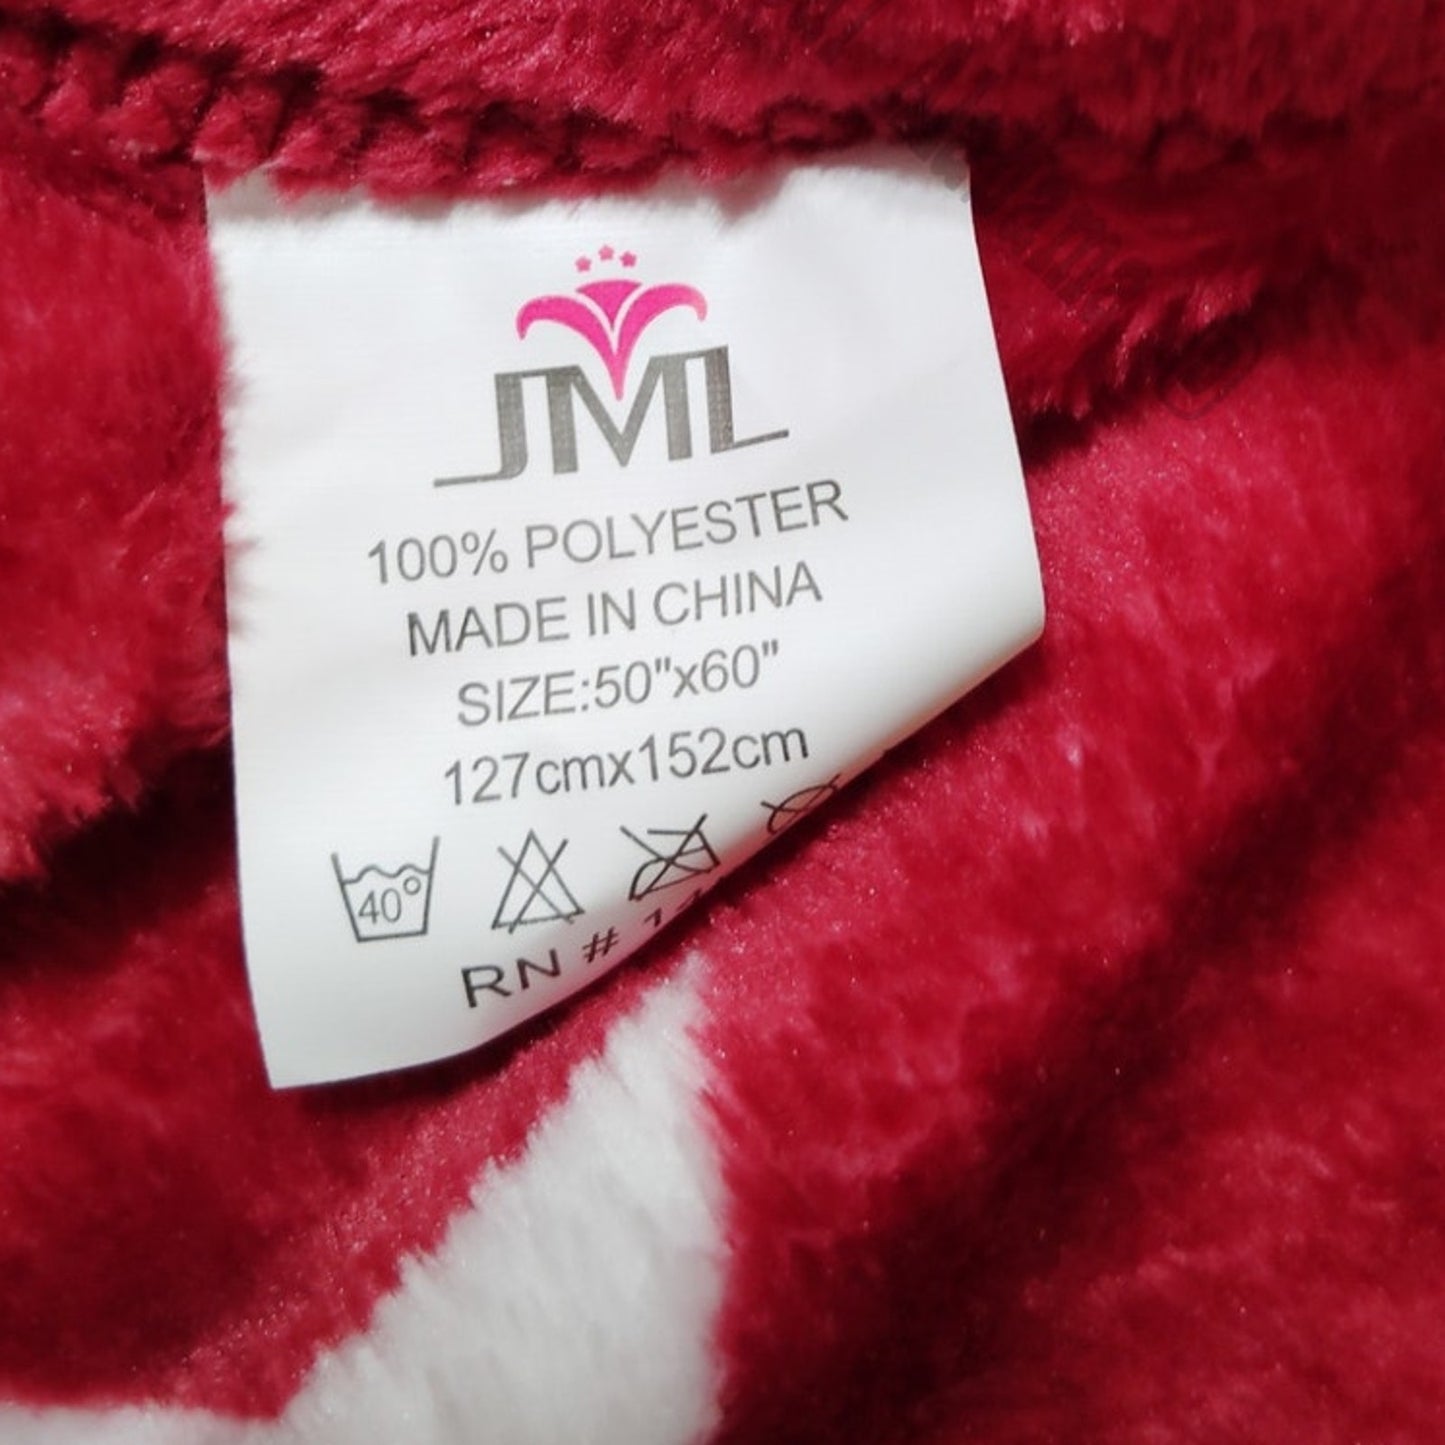 JML
100% POLYESTER
MADE IN CHINA
SIZE:50"x60"
127cmx152cm
40°
RN #